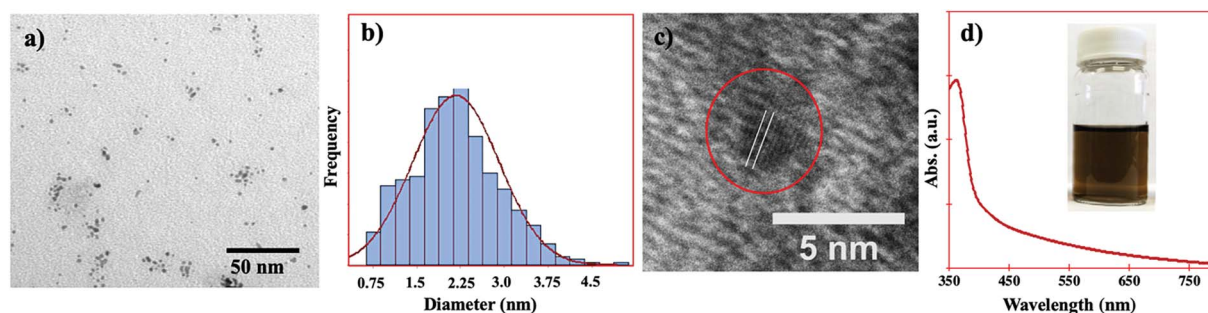 a)
50 nm
b)
Frequency
0.75 1.5 2.25 3.0 3.75 4.5
Diameter (nm)
c)
5 nm
d)
Abs. (a.u.)
350 450 550 650 750
Wavelength (nm)